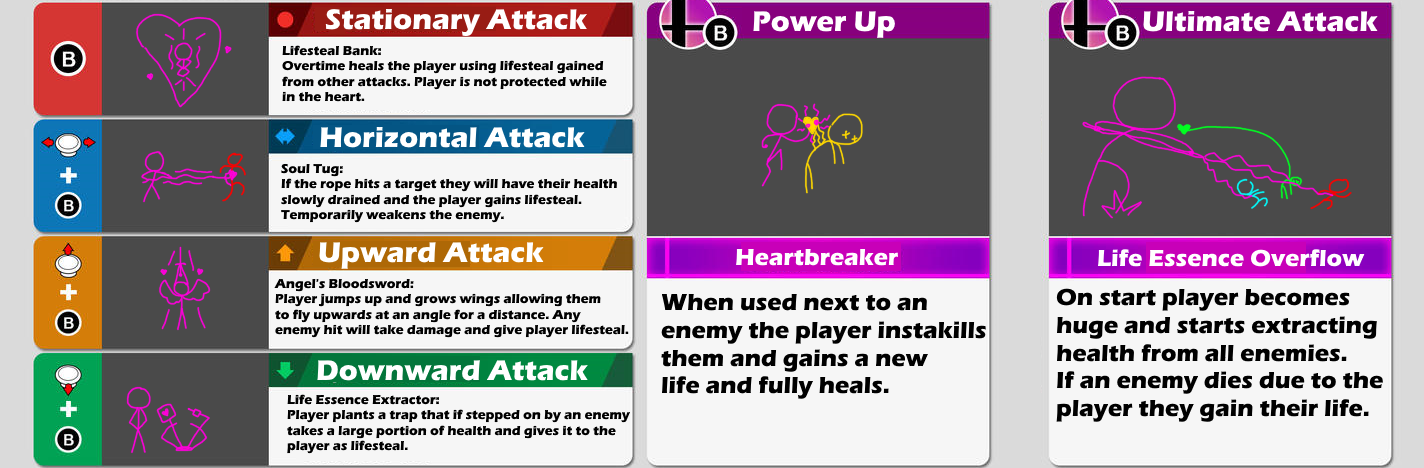 B
Stationary Attack
Lifesteal Bank:
Overtime heals the player using lifesteal gained
from other attacks. Player is not protected while
in the heart.
+
B
Horizontal Attack
Soul Tug:
If the rope hits a target they will have their health
slowly drained and the player gains lifesteal.
Temporarily weakens the enemy.
+
B
Upward Attack
Angel's Bloodsword:
Player jumps up and grows wings allowing them
to fly upwards at an angle for a distance. Any
enemy hit will take damage and give player lifesteal.
+
B
Downward Attack
Life Essence Extractor:
Player plants a trap that if stepped on by an enemy
takes a large portion of health and gives it to the
player as lifesteal.
B
Power Up
Heartbreaker
When used next to an
enemy the player instakills
them and gains a new
life and fully heals.
B
Ultimate Attack
Life Essence Overflow
On start player becomes
huge and starts extracting
health from all enemies.
If an enemy dies due to the
player they gain their life.